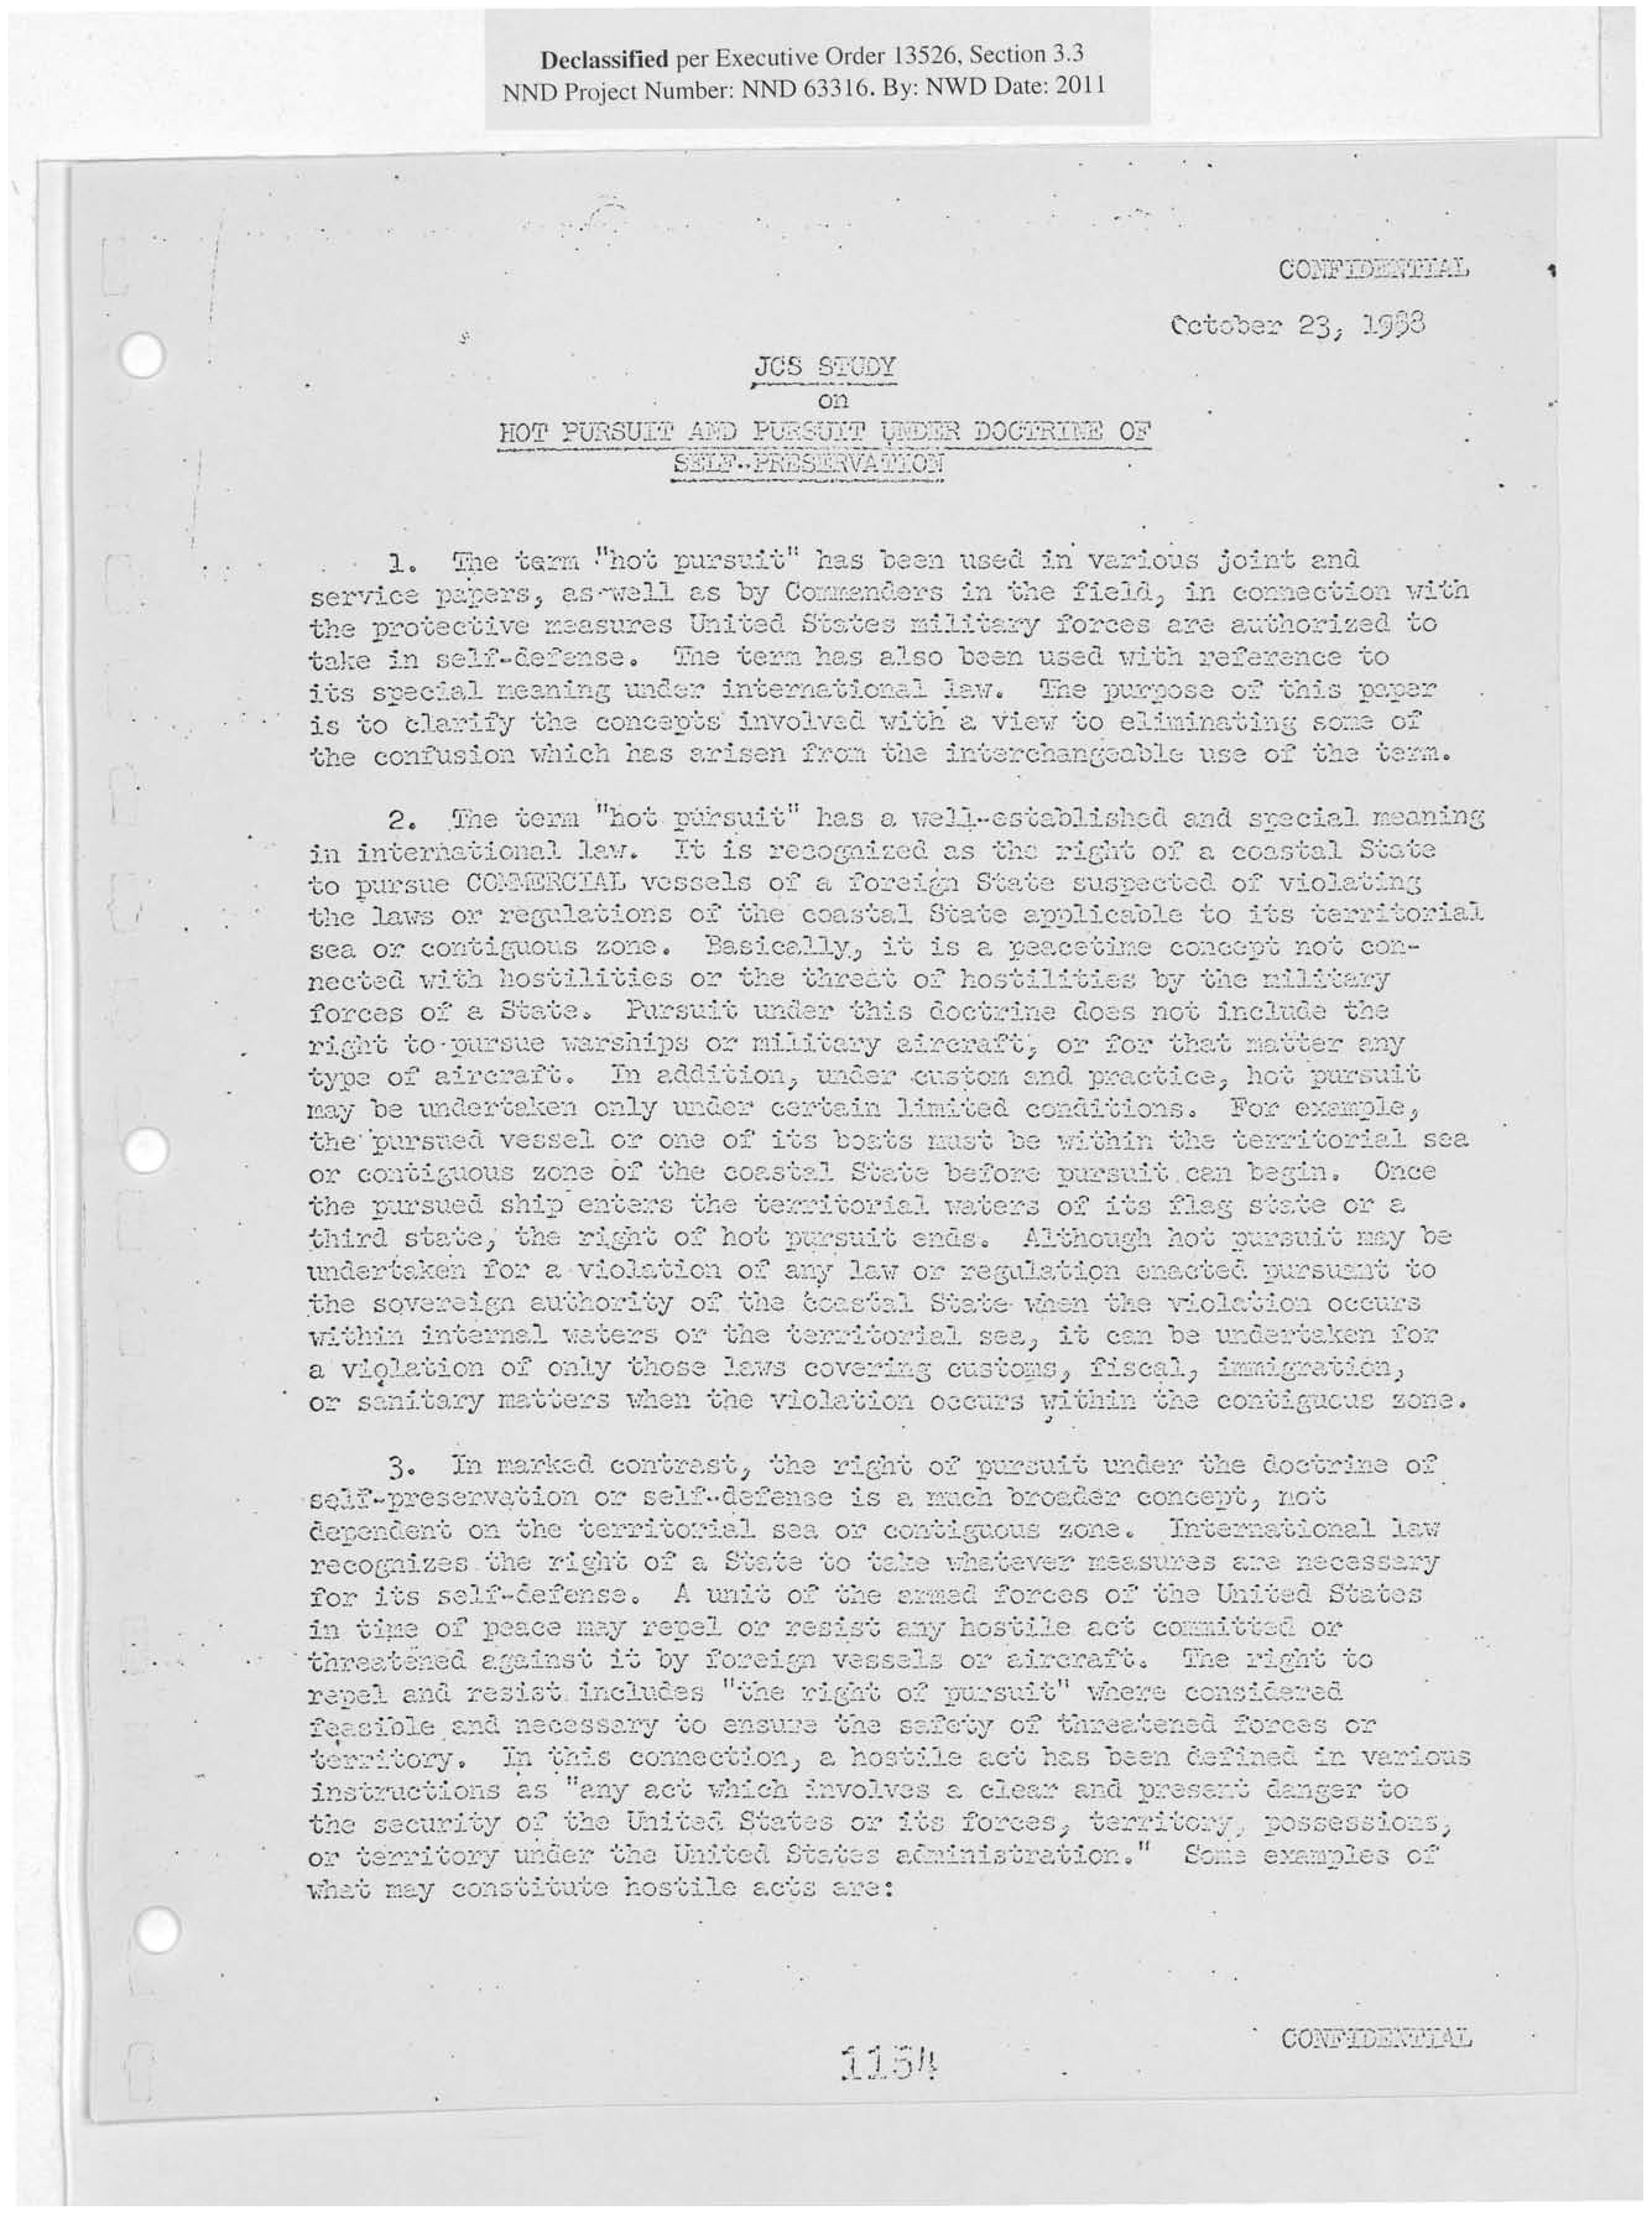 Declassified per Executive Order 13526, Section 3.3
NND Project Number: NND 63316. By: NWD Date: 2011
CONFIDENTIAL
October 23, 1958
JCS STUDY
on
HOT PURSUIT AND PURSUIT UNDER DOCTRINE OF
SELF-PRESERVATION
1. The term "hot pursuit" has been used in various joint and
service papers, as well as by Commanders in the field, in connection with
the protective measures United States military forces are authorized to
take in self-defense. The term has also been used with reference to
its special meaning under international law. The purpose of this paper
is to clarify the concepts involved with a view to eliminating some of
the confusion which has arisen from the interchangeable use of the term.
2. The term "hot pursuit" has a well-established and special meaning
in international law. It is recognized as the right of a coastal State
to pursue COMMERCIAL vessels of a foreign State suspected of violating
the laws or regulations of the coastal State applicable to its territorial
sea or contiguous zone. Basically, it is a peacetime concept not con-
nected with hostilities or the threat of hostilities by the military
forces of a State. Pursuit under this doctrine does not include the
right to pursue warships or military aircraft, or for that matter any
type of aircraft. In addition, under custom and practice, hot pursuit
may be undertaken only under certain limited conditions. For example,
the pursued vessel or one of its boats must be within the territorial sea
or contiguous zone of the coastal State before pursuit can begin. Once
the pursued ship enters the territorial waters of its flag state or a
third state, the right of hot pursuit ends. Although hot pursuit may be
undertaken for a violation of any law or regulation enacted pursuant to
the sovereign authority of the coastal State when the violation occurs
within internal waters or the territorial sea, it can be undertaken for
a violation of only those laws covering customs, fiscal, immigration,
or sanitary matters when the violation occurs within the contiguous zone.
3. In marked contrast, the right of pursuit under the doctrine of
self-preservation or self-defense is a much broader concept, not
dependent on the territorial sea or contiguous zone. International law
recognizes the right of a State to take whatever measures are necessary
for its self-defense. A unit of the armed forces of the United States
in time of peace may repel or resist any hostile act committed or
threatened against it by foreign vessels or aircraft. The right to
repel and resist includes "the right of pursuit" where considered
feasible and necessary to ensure the safety of threatened forces or
territory. In this connection, a hostile act has been defined in various
instructions as "any act which involves a clear and present danger to
the security of the United States or its forces, territory, possessions,
or territory under the United States administration." Some examples of
what may constitute hostile acts are:
CONFIDENTIAL
1154